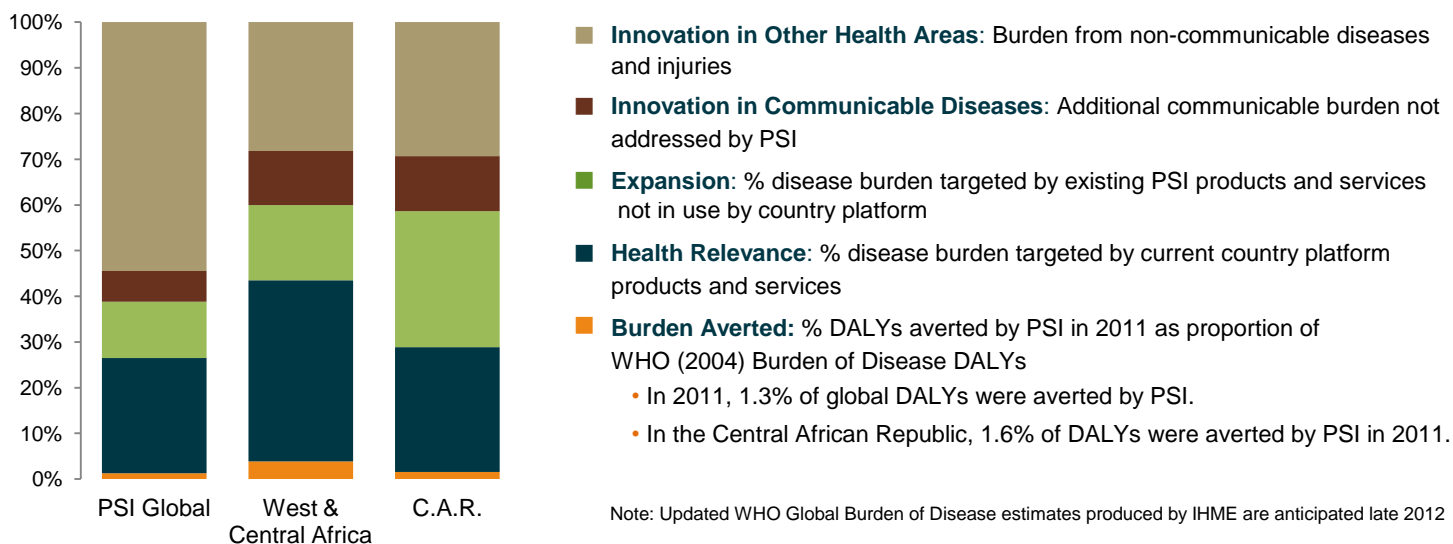 100%
90%
80%
70%
60%
50%
40%
30%
20%
10%
0%
PSI Global
West &
Central Africa
C.A.R.
Innovation in Other Health Areas: Burden from non-communicable diseases
and injuries
Innovation in Communicable Diseases: Additional communicable burden not
addressed by PSI
Expansion: % disease burden targeted by existing PSI products and services
not in use by country platform
Health Relevance: % disease burden targeted by current country platform
products and services
Burden Averted: % DALYs averted by PSI in 2011 as proportion of
WHO (2004) Burden of Disease DALYs
• In 2011, 1.3% of global DALYs were averted by PSI.
• In the Central African Republic, 1.6% of DALYs were averted by PSI in 2011.
Note: Updated WHO Global Burden of Disease estimates produced by IHME are anticipated late 2012